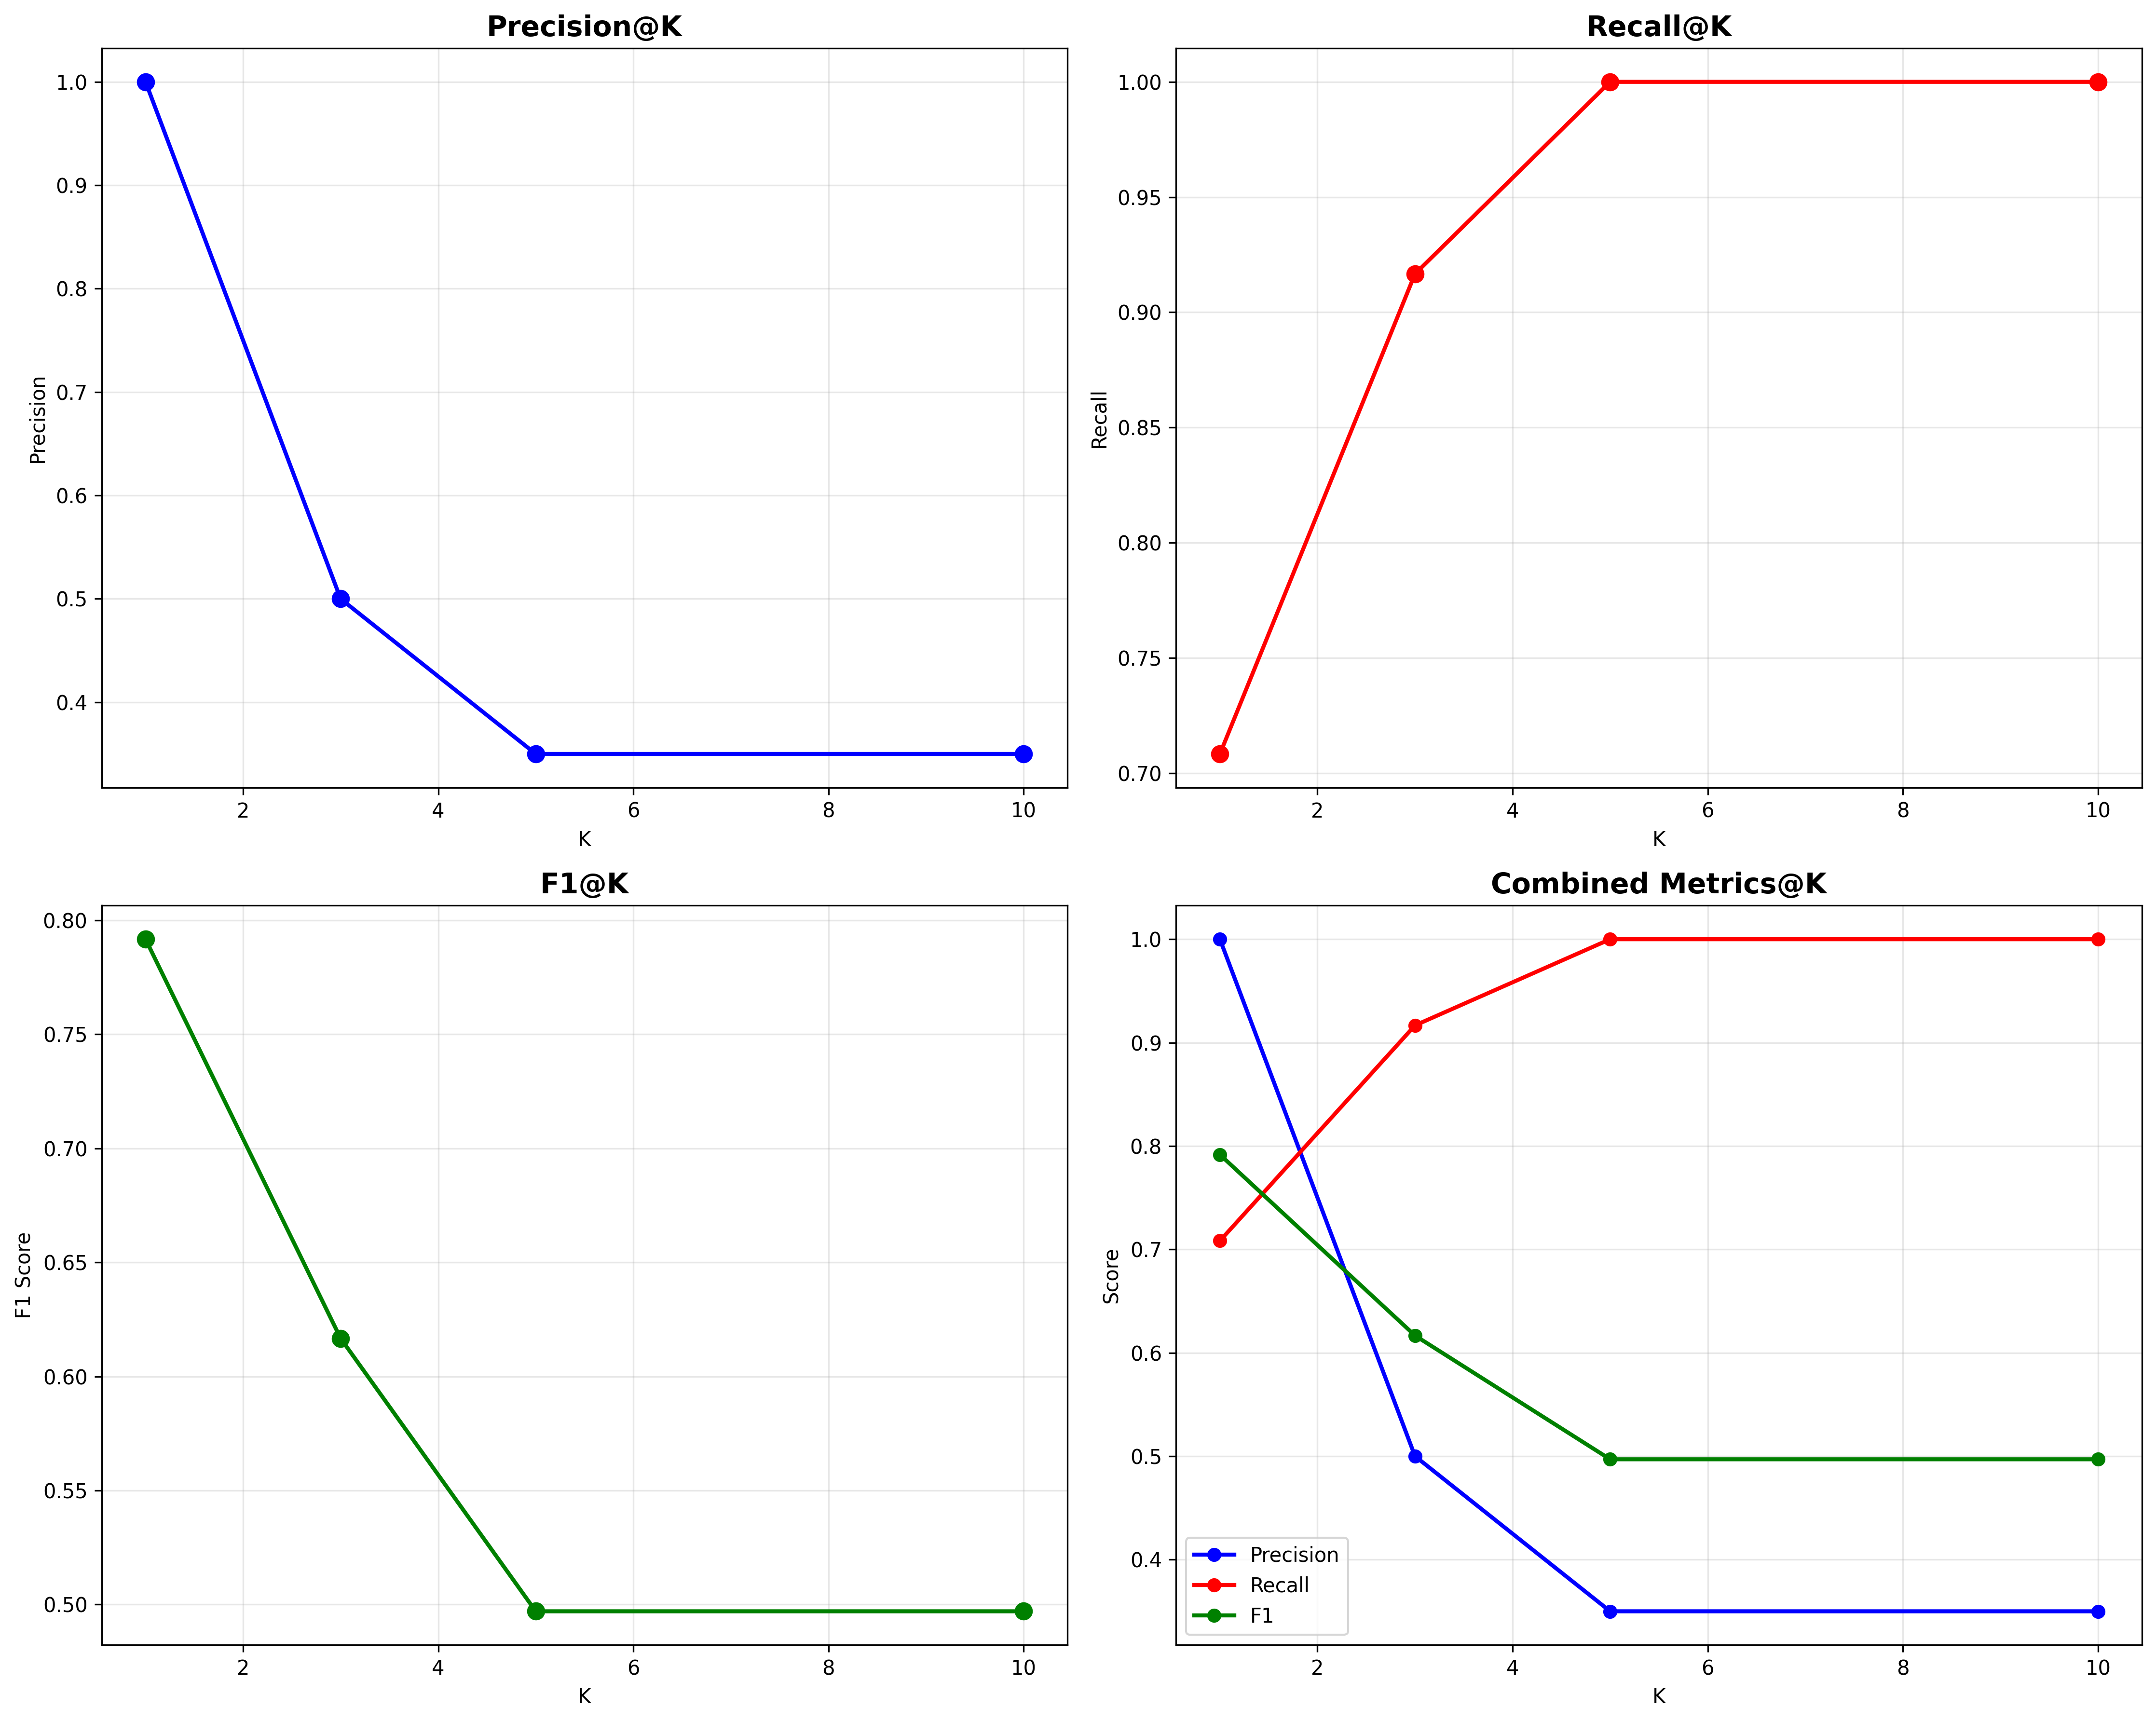 Precision@K
1.0
0.9
0.8
0.7
0.6
0.5
0.4
Precision
2 4 6 8 10
K
Recall@K
1.00
0.95
0.90
0.85
0.80
0.75
0.70
Recall
2 4 6 8 10
K
F1@K
0.80
0.75
0.70
0.65
0.60
0.55
0.50
F1 Score
2 4 6 8 10
K
Combined Metrics@K
1.0
0.9
0.8
0.7
0.6
0.5
0.4
Score
Precision
Recall
F1
2 4 6 8 10
K